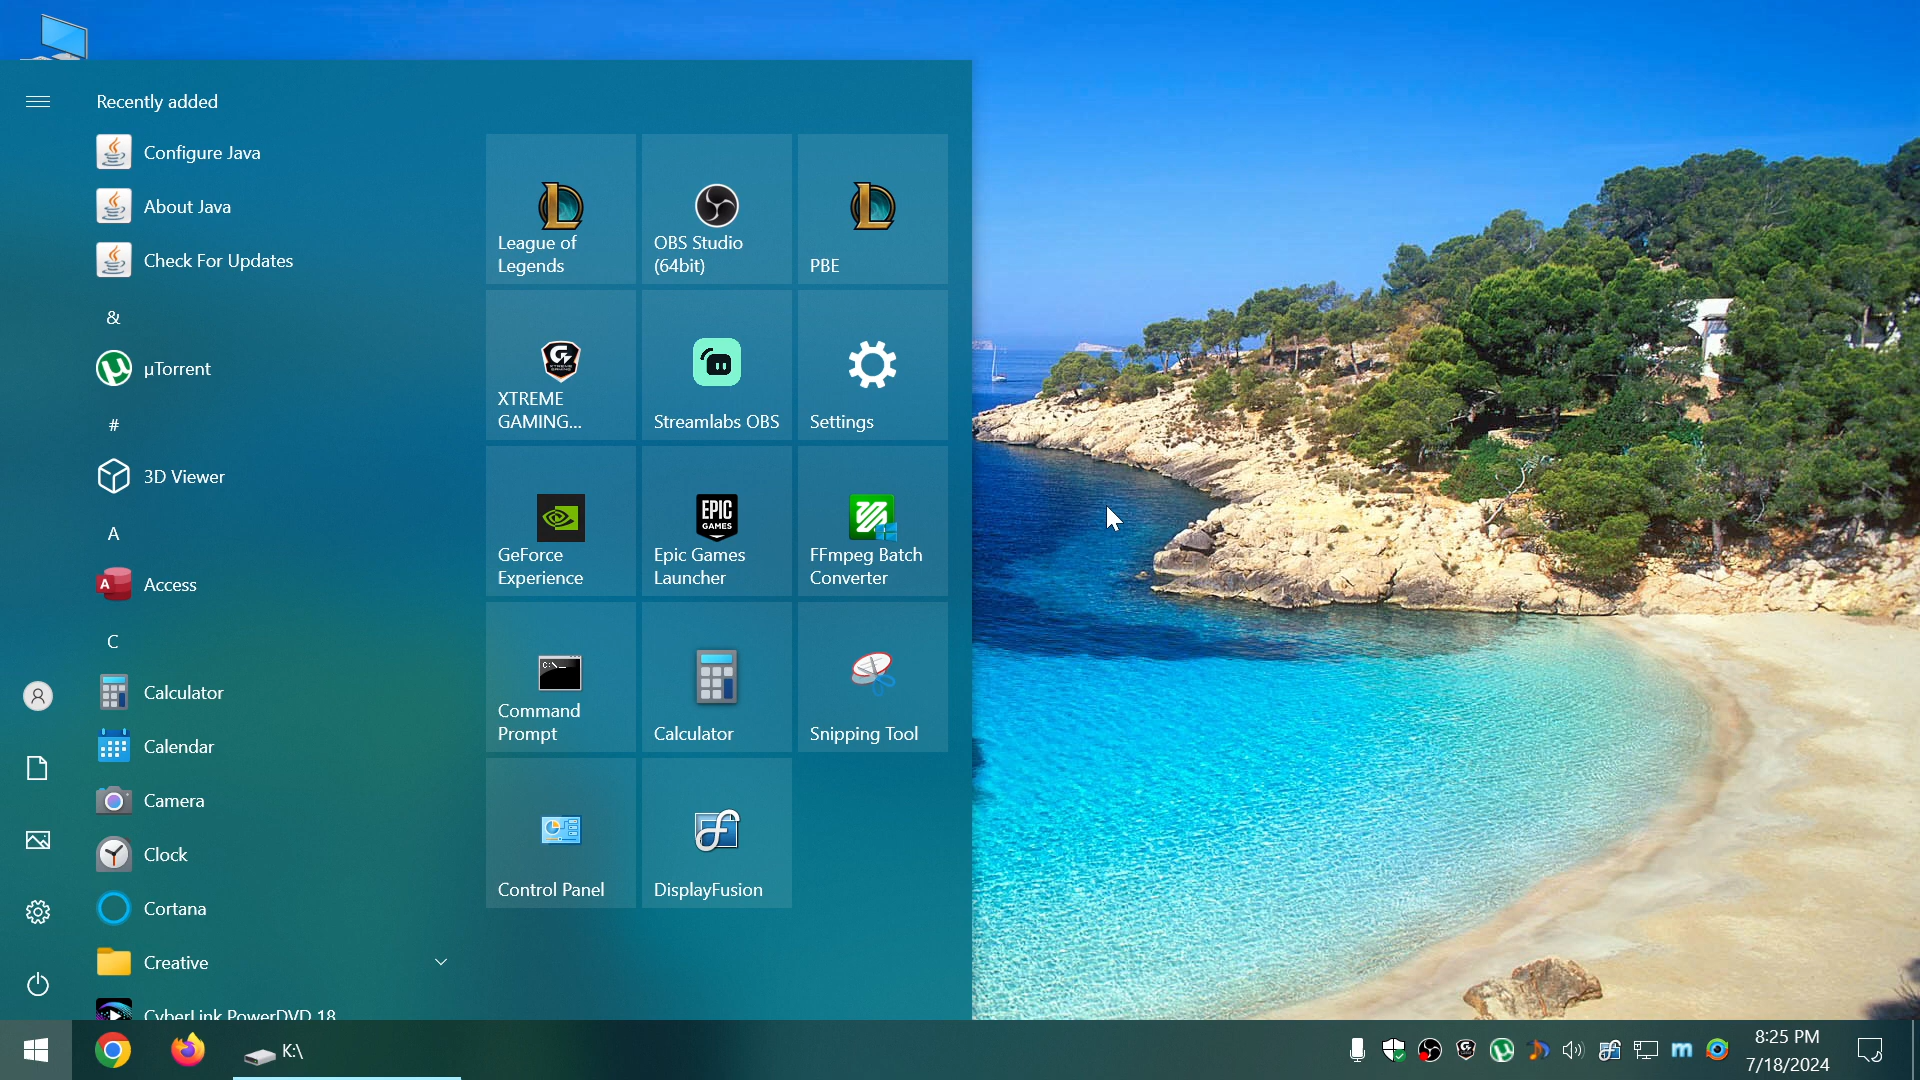 Recently added
Configure Java
About Java
Check For Updates
&
µTorrent
#
3D Viewer
A
Access
C
Calculator
Calendar
Camera
Clock
Cortana
Creative
CyberLink PowerDVD 18
League of
Legends
OBS Studio
(64bit)
PBE
XTREME
GAMING...
Streamlabs OBS
Settings
GeForce
Experience
EPIC
GAMES
Epic Games
Launcher
FFmpeg Batch
Converter
C:\_
Command
Prompt
Calculator
Snipping Tool
Control Panel
DisplayFusion
K:\
8:25 PM
7/18/2024